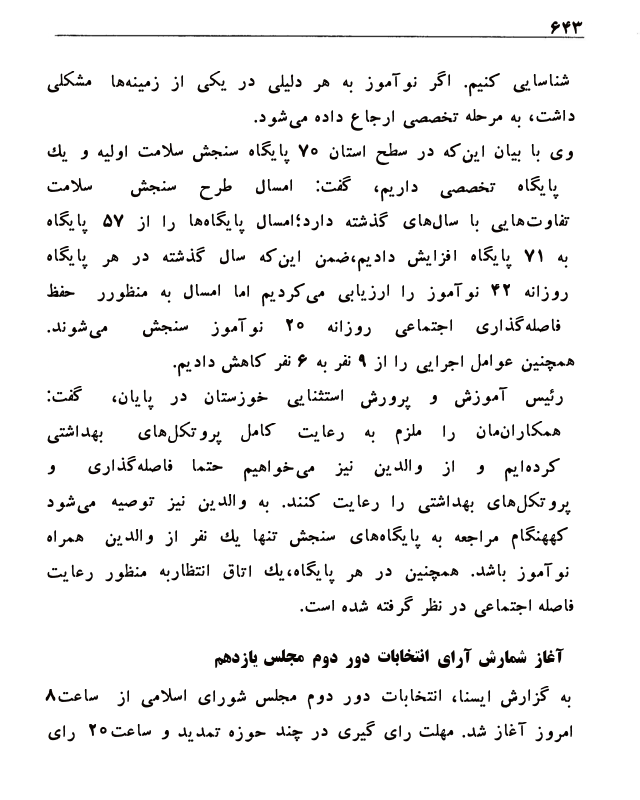 ۶۴۳
شناسایی کنیم. اگر نوآموز به هر دلیلی در یکی از زمینه‌ها مشکلی
داشت، به مرحله تخصصی ارجاع داده می‌شود.
وی با بیان این‌که در سطح استان ۷۰ پایگاه سنجش سلامت اولیه و یك
پایگاه تخصصی داریم، گفت: امسال طرح سنجش سلامت
تفاوت‌هایی با سال‌های گذشته دارد؛امسال پایگاه‌ها را از ۵۷ پایگاه
به ۷۱ پایگاه افزایش دادیم،ضمن این‌که سال گذشته در هر پایگاه
روزانه ۴۲ نوآموز را ارزیابی می‌کردیم اما امسال به منظورر حفظ
فاصله‌گذاری اجتماعی روزانه ۲۰ نوآموز سنجش می‌شوند.
همچنین عوامل اجرایی را از ۹ نفر به ۶ نفر کاهش دادیم.
رئیس آموزش و پرورش استثنایی خوزستان در پایان، گفت:
همکاران‌مان را ملزم به رعایت کامل پروتکل‌های بهداشتی
کرده‌ایم و از والدین نیز می‌خواهیم حتما فاصله‌گذاری و
پروتکل‌های بهداشتی را رعایت کنند. به والدین نیز توصیه می‌شود
کههنگام مراجعه به پایگاه‌های سنجش تنها یك نفر از والدین همراه
نوآموز باشد. همچنین در هر پایگاه،یك اتاق انتظاربه منظور رعایت
فاصله اجتماعی در نظر گرفته شده است.
آغاز شمارش آرای انتخابات دور دوم مجلس یازدهم
به گزارش ایسنا، انتخابات دور دوم مجلس شورای اسلامی از ساعت۸
امروز آغاز شد. مهلت رای گیری در چند حوزه تمدید و ساعت۲۰ رای